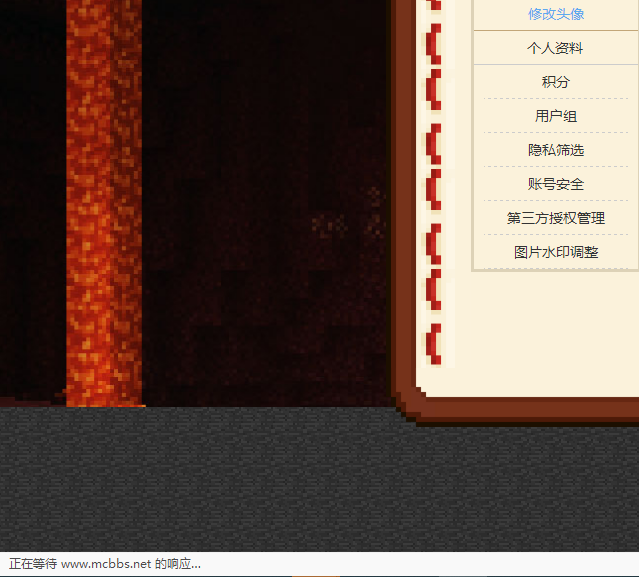 修改头像
个人资料
积分
用户组
隐私筛选
账号安全
第三方授权管理
图片水印调整
正在等待 www.mcbbs.net 的响应...